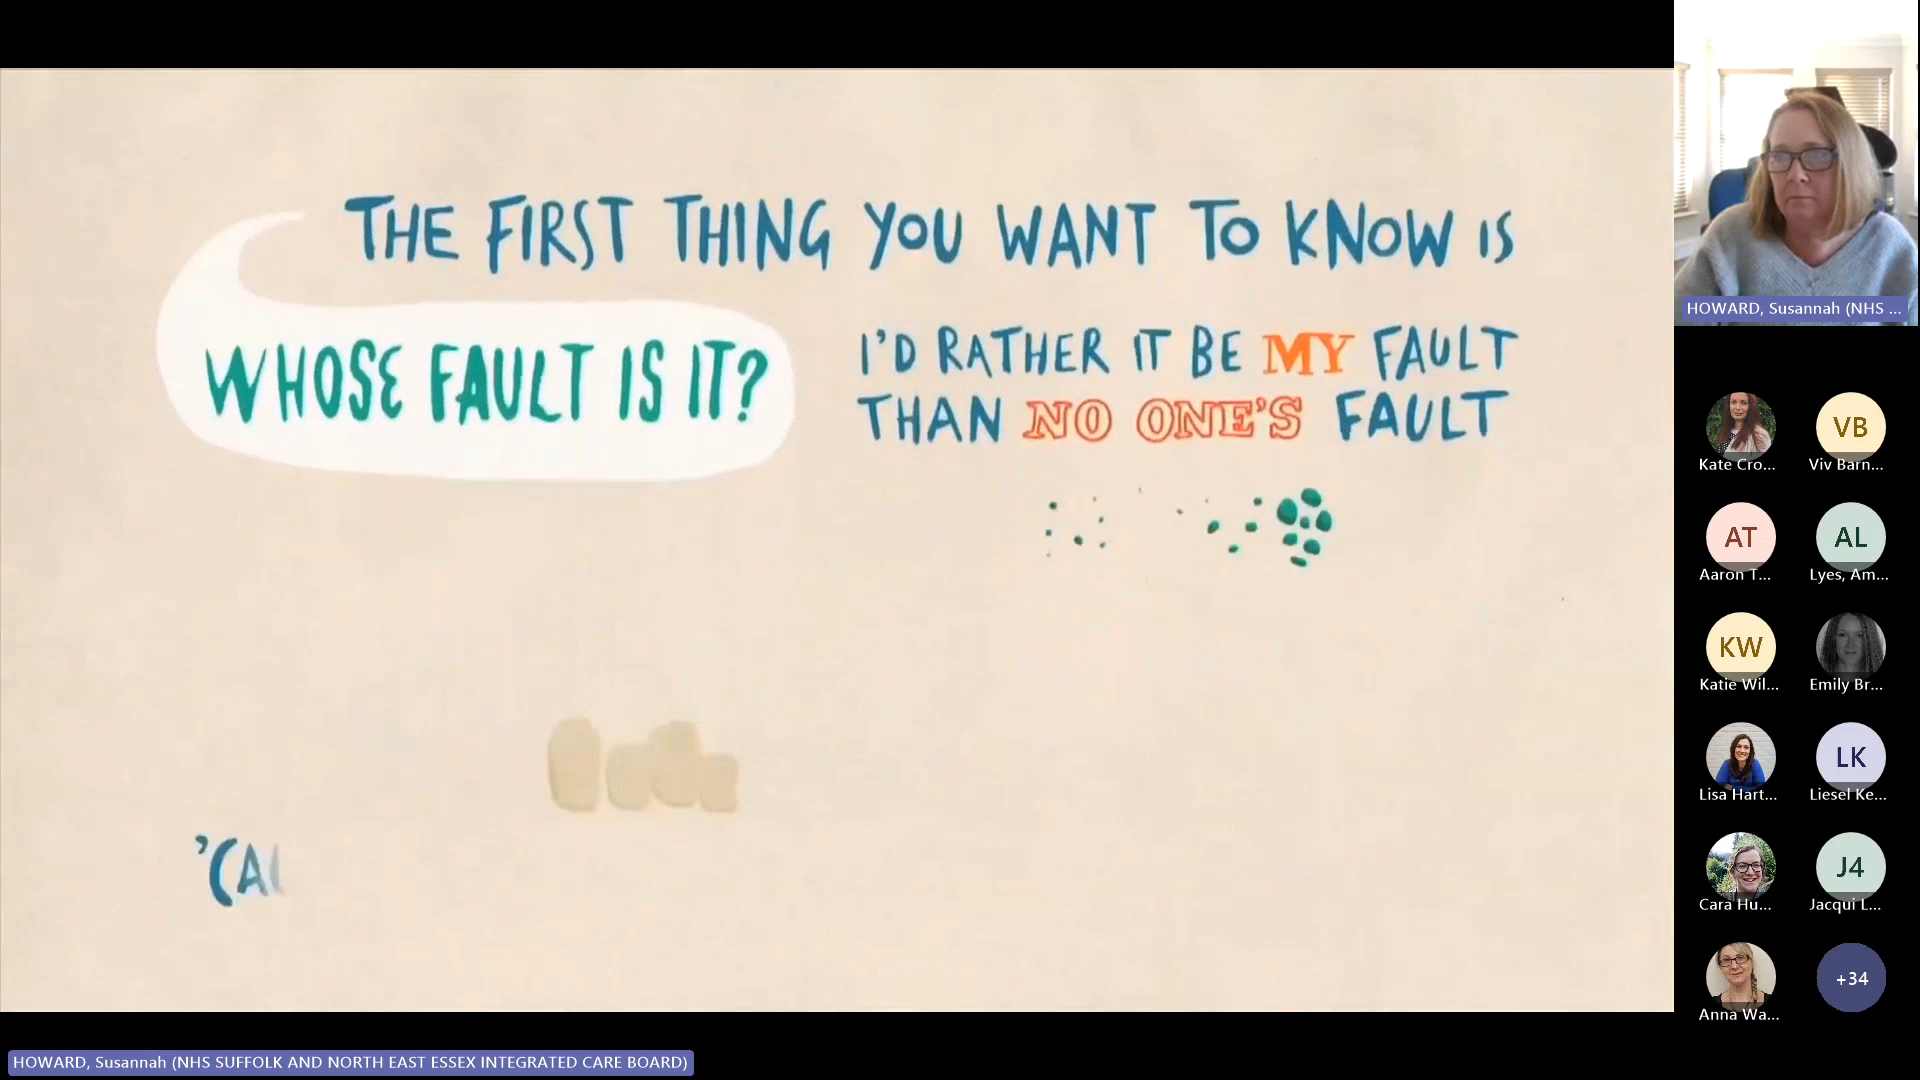 THE FIRST THING YOU WANT TO KNOW IS
WHOSE FAULT IS IT?
I'D RATHER IT BE MY FAULT
THAN NO ONE'S FAULT
'CA
HOWARD, Susannah (NHS ...
Kate Cro...
VB
Viv Barn...
AT
Aaron T...
AL
Lyes, Am...
KW
Katie Wil...
Emily Br...
Lisa Hart...
LK
Liesel Ke...
Cara Hu...
J4
Jacqui L...
Anna Wa...
+34
HOWARD, Susannah (NHS SUFFOLK AND NORTH EAST ESSEX INTEGRATED CARE BOARD)